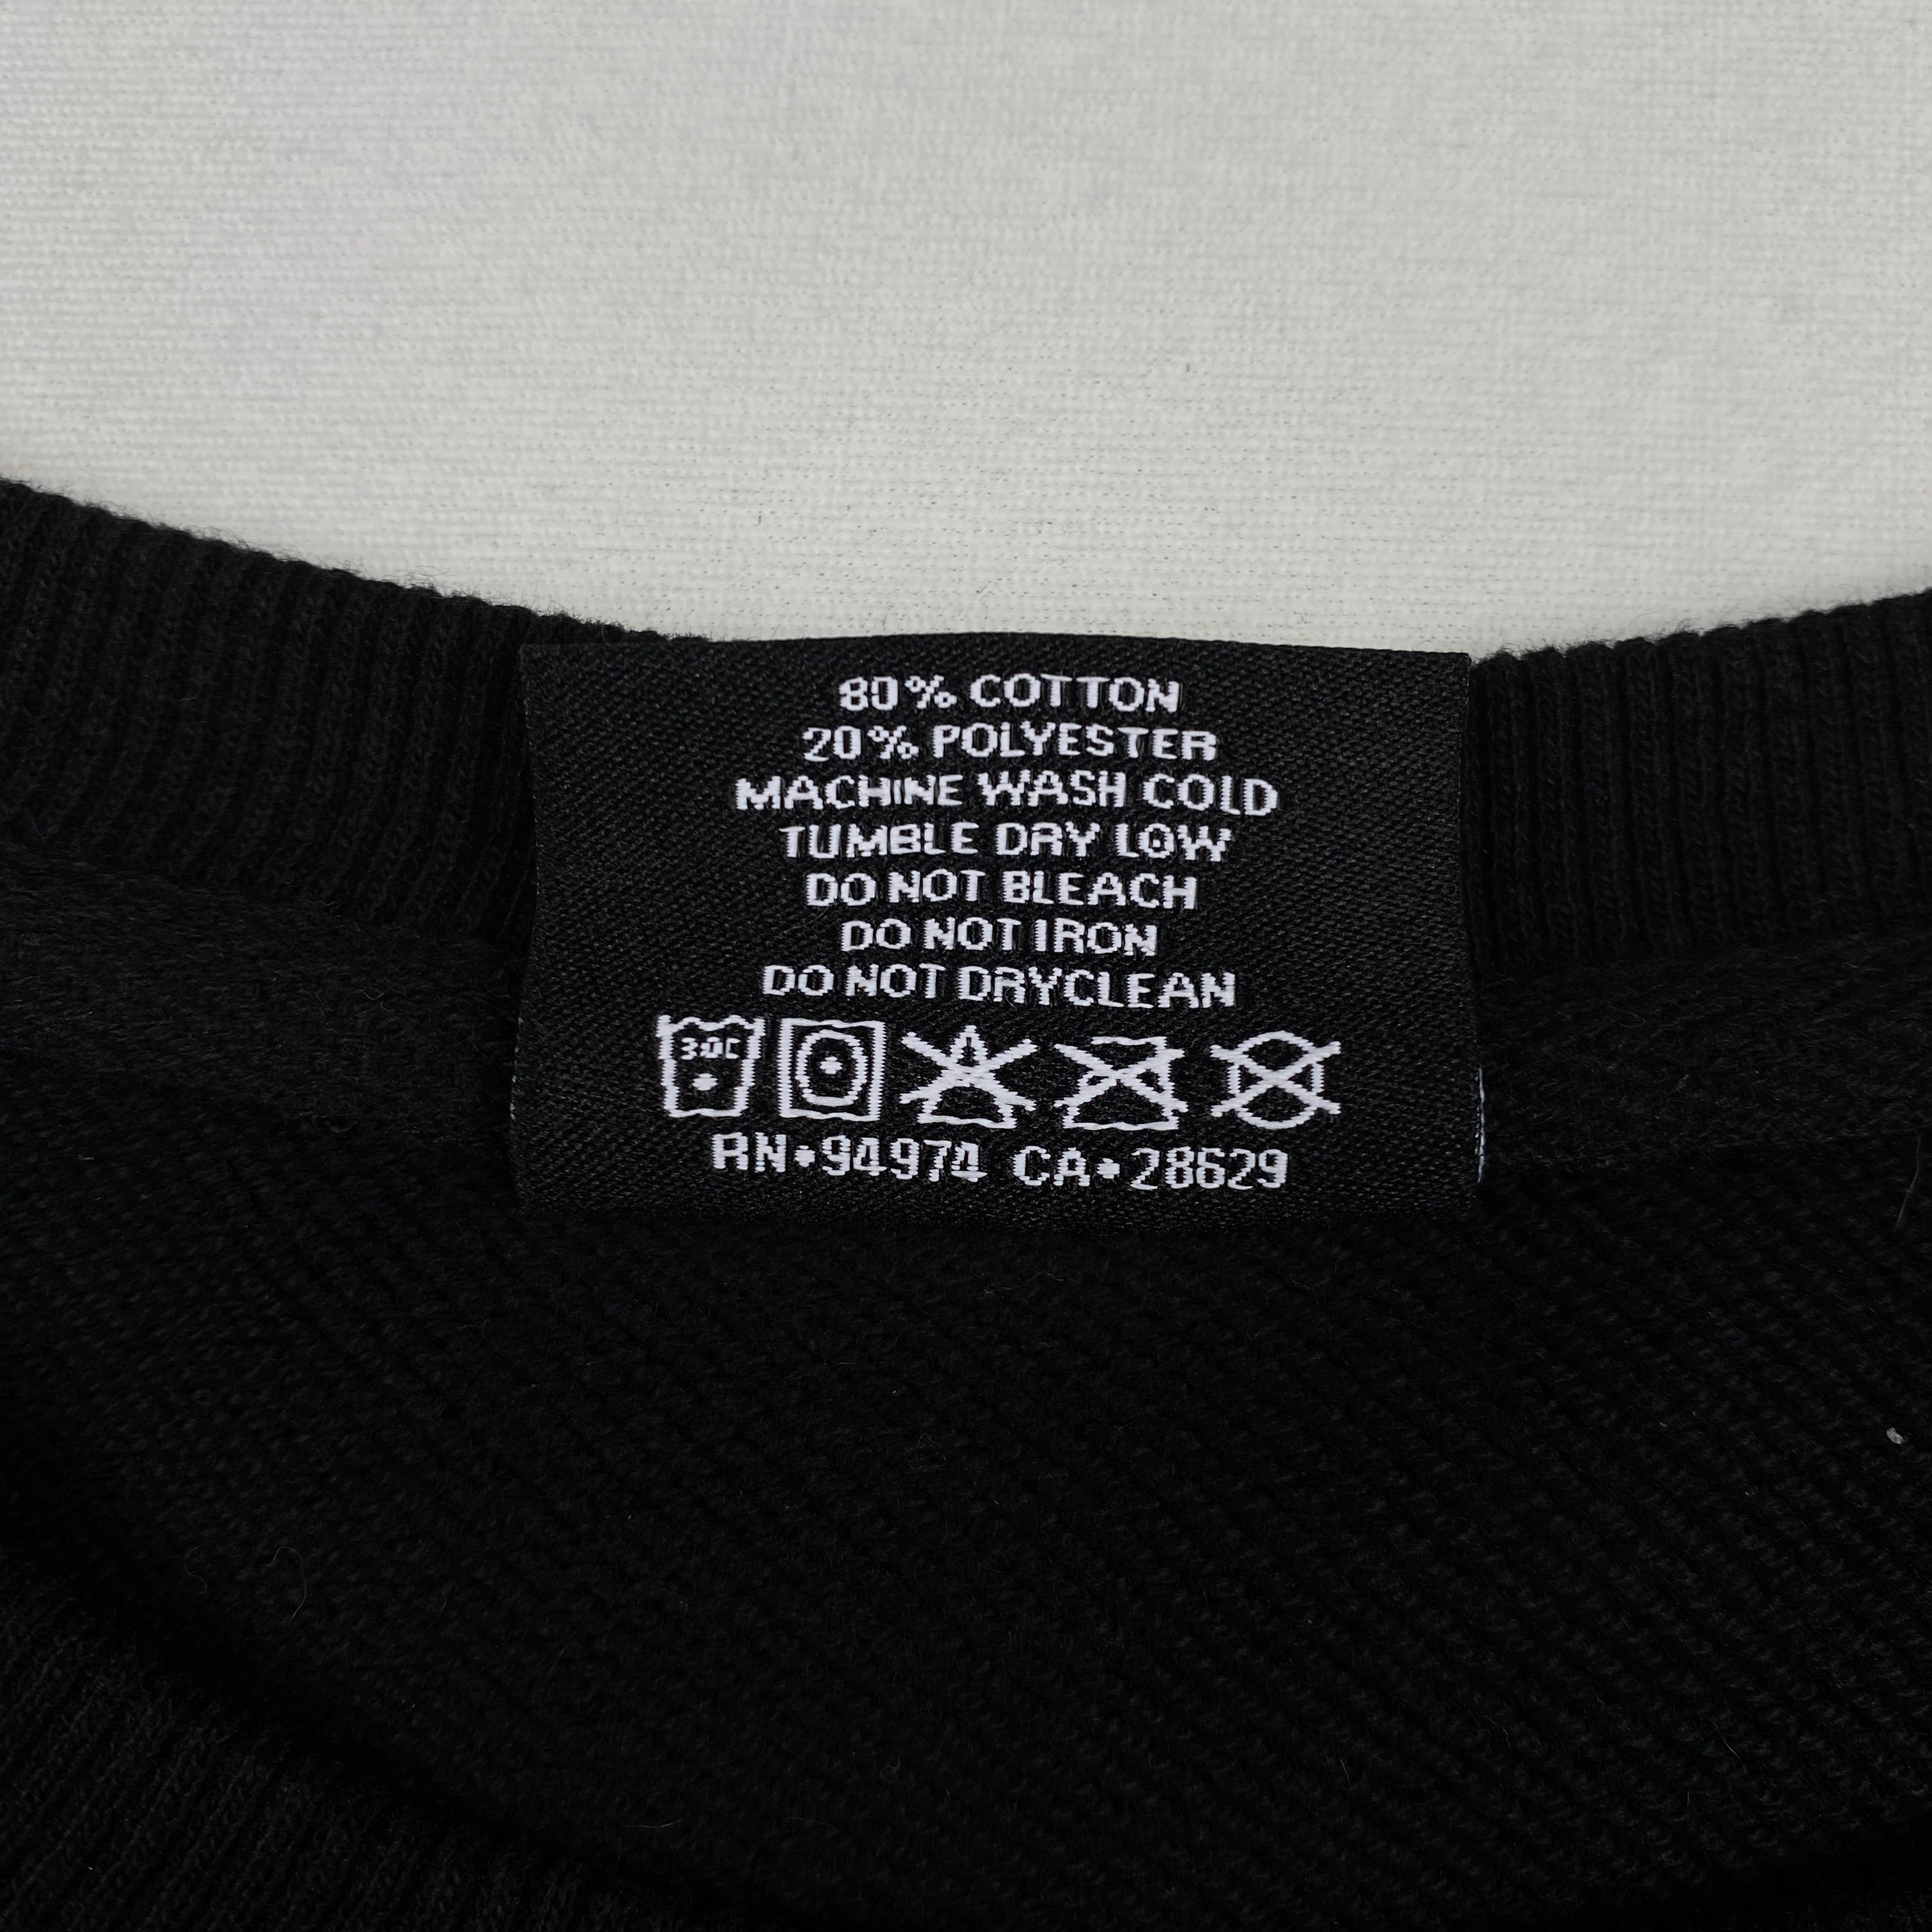 80% COTTON
20% POLYESTER
MACHINE WASH COLD
TUMBLE DRY LOW
DO NOT BLEACH
DO NOT IRON
DO NOT DRYCLEAN
30C
RN•94974 CA•28629